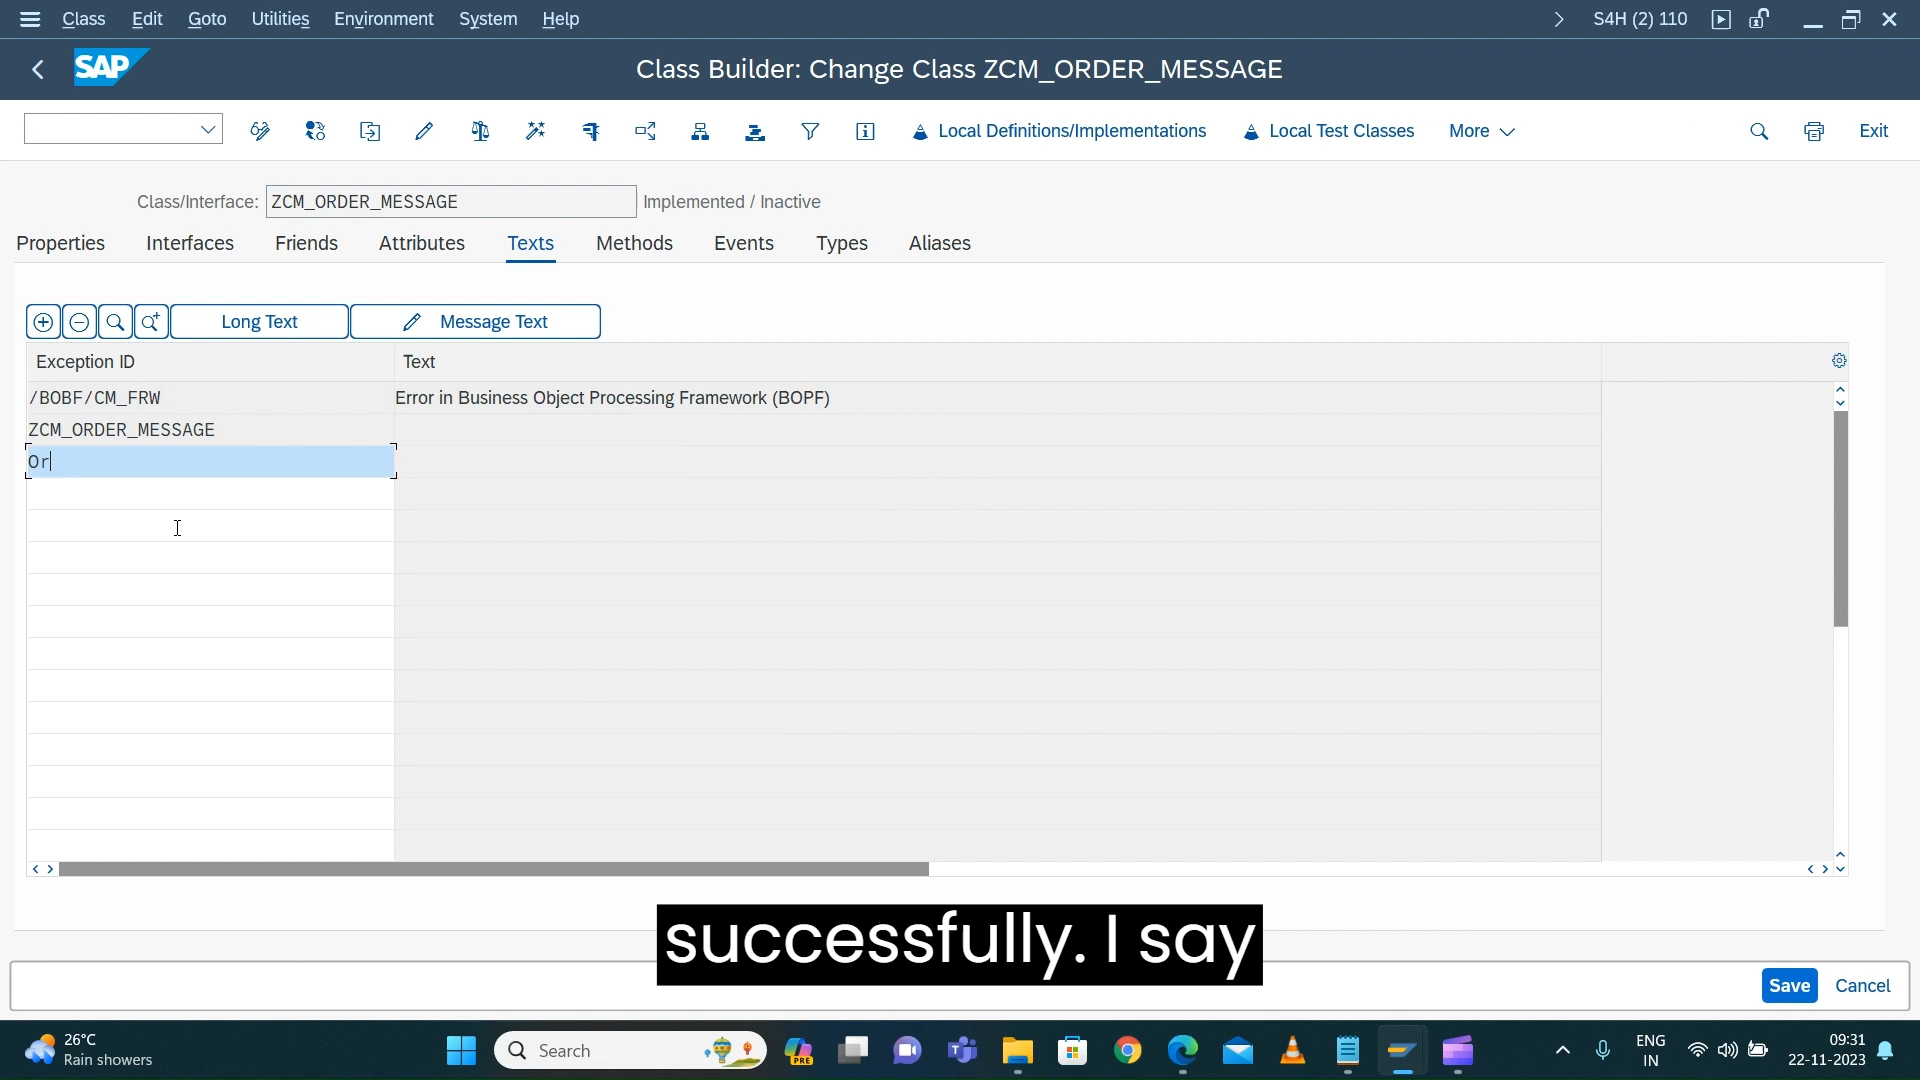 Class Edit Goto Utilities Environment System Help S4H (2) 110
SAP Class Builder: Change Class ZCM_ORDER_MESSAGE
Local Definitions/Implementations Local Test Classes More Exit
Class/Interface: ZCM_ORDER_MESSAGE Implemented / Inactive
Properties Interfaces Friends Attributes Texts Methods Events Types Aliases
Long Text Message Text
Exception ID Text
/BOBF/CM_FRW Error in Business Object Processing Framework (BOPF)
ZCM_ORDER_MESSAGE
Or
successfully. I say
Save Cancel
26°C
Rain showers
Search
PRE
ENG
IN
09:31
22-11-2023